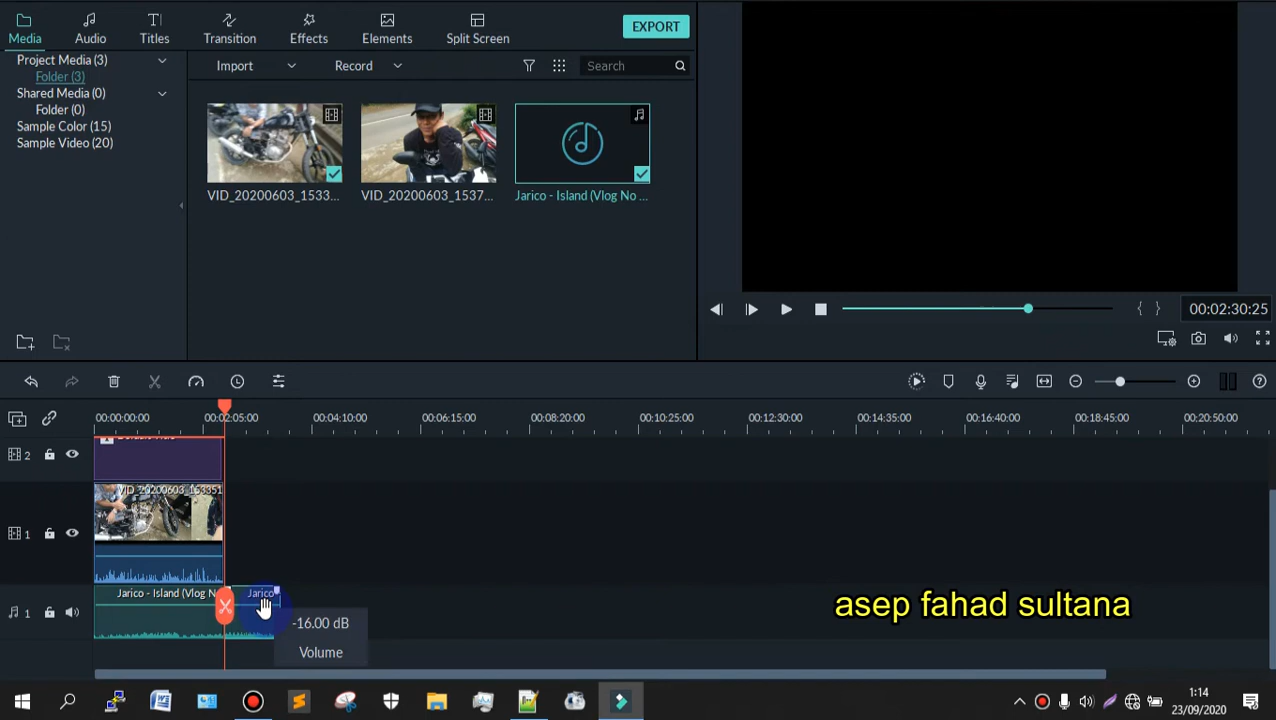 Media
Audio
Titles
Transition
Effects
Elements
Split Screen
EXPORT
Project Media (3)
Folder (3)
Shared Media (0)
Folder (0)
Sample Color (15)
Sample Video (20)
Import
Record
Search
VID_20200603_1533...
VID_20200603_1537...
Jarico - Island (Vlog No ...
00:02:30:25
00:00:00:00
00:02:05:00
00:04:10:00
00:06:15:00
00:08:20:00
00:10:25:00
00:12:30:00
00:14:35:00
00:16:40:00
00:18:45:00
00:20:50:00
2
VID_20200603_153351
1
Jarico - Island (Vlog N
Jarico
1
-16.00 dB
Volume
asep fahad sultana
1:14
23/09/2020